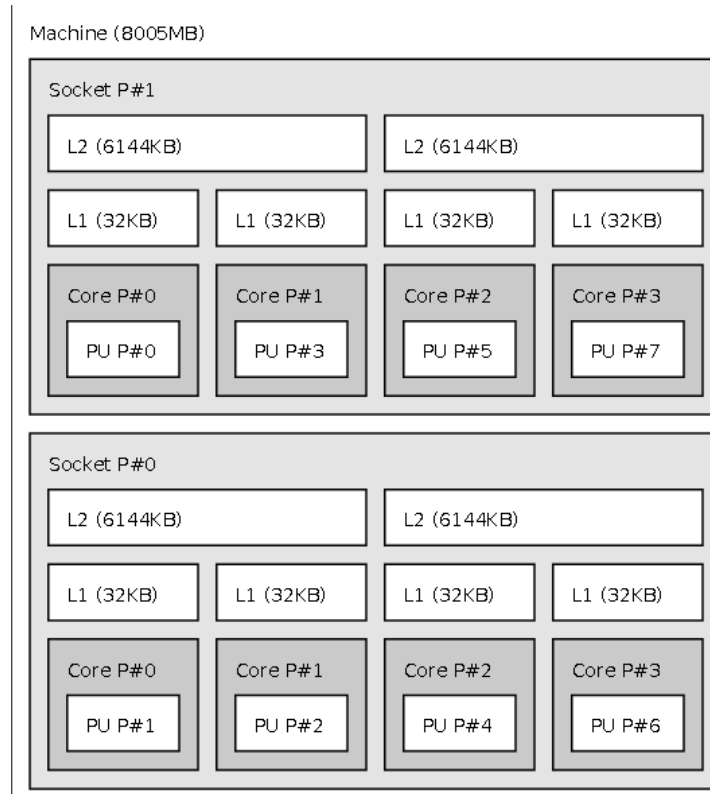 Machine (8005MB)
Socket P#1
L2 (6144KB) L2 (6144KB)
L1 (32KB) L1 (32KB) L1 (32KB) L1 (32KB)
Core P#0 Core P#1 Core P#2 Core P#3
PU P#0 PU P#3 PU P#5 PU P#7
Socket P#0
L2 (6144KB) L2 (6144KB)
L1 (32KB) L1 (32KB) L1 (32KB) L1 (32KB)
Core P#0 Core P#1 Core P#2 Core P#3
PU P#1 PU P#2 PU P#4 PU P#6